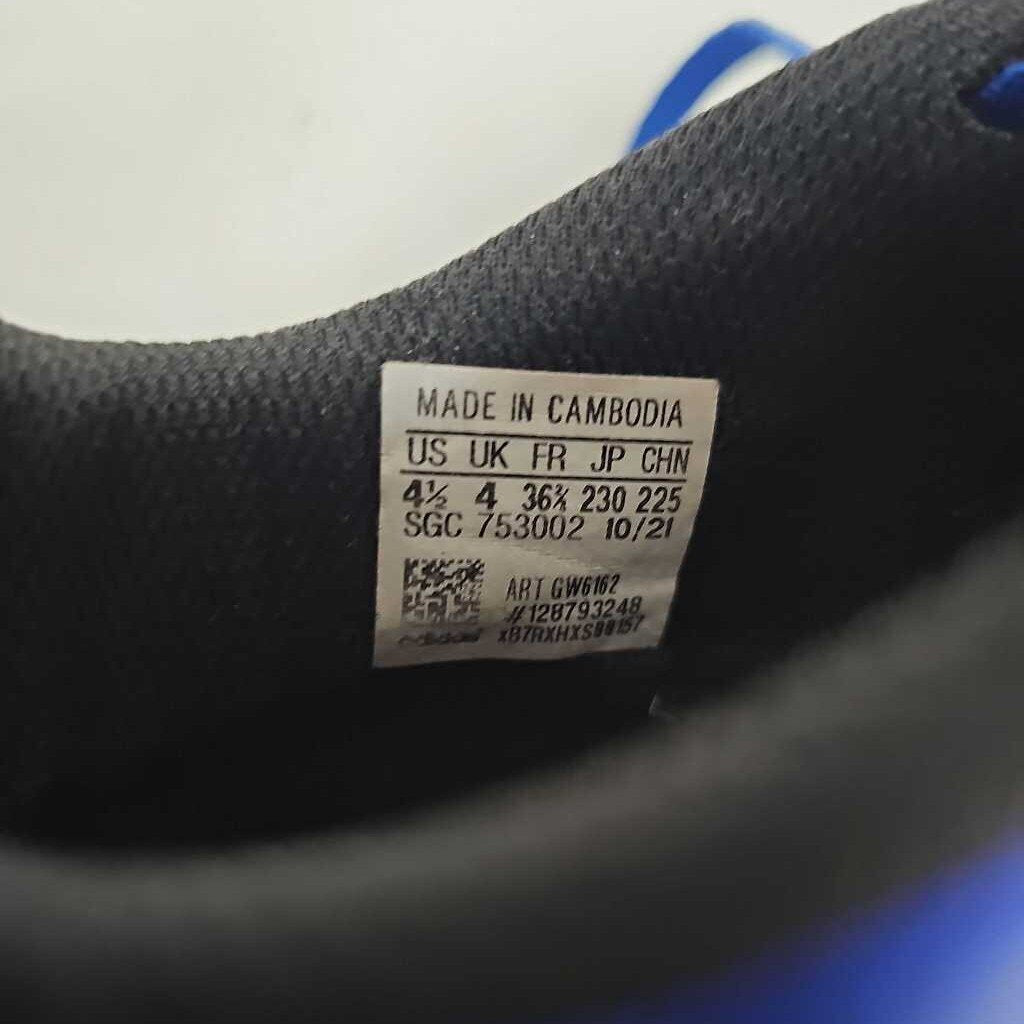 MADE IN CAMBODIA
US UK FR JP CHN
4½ 4 36⅔ 230 225
SGC 753002 10/21
ART GW6162
#128793248
adidas